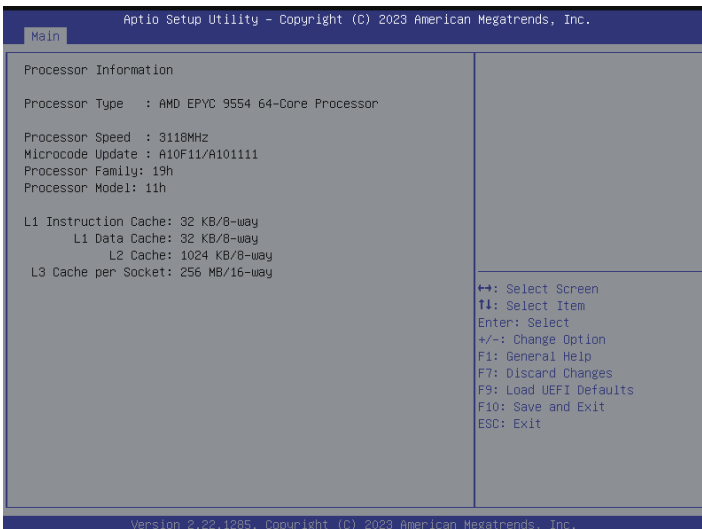 Aptio Setup Utility – Copyright (C) 2023 American Megatrends, Inc.
Main
Processor Information
Processor Type : AMD EPYC 9554 64-Core Processor
Processor Speed : 3118MHz
Microcode Update : A10F11/A101111
Processor Family: 19h
Processor Model: 11h
L1 Instruction Cache: 32 KB/8-way
L1 Data Cache: 32 KB/8-way
L2 Cache: 1024 KB/8-way
L3 Cache per Socket: 256 MB/16-way
↔: Select Screen
↑↓: Select Item
Enter: Select
+/-: Change Option
F1: General Help
F7: Discard Changes
F9: Load UEFI Defaults
F10: Save and Exit
ESC: Exit
Version 2.22.1285. Copyright (C) 2023 American Megatrends, Inc.